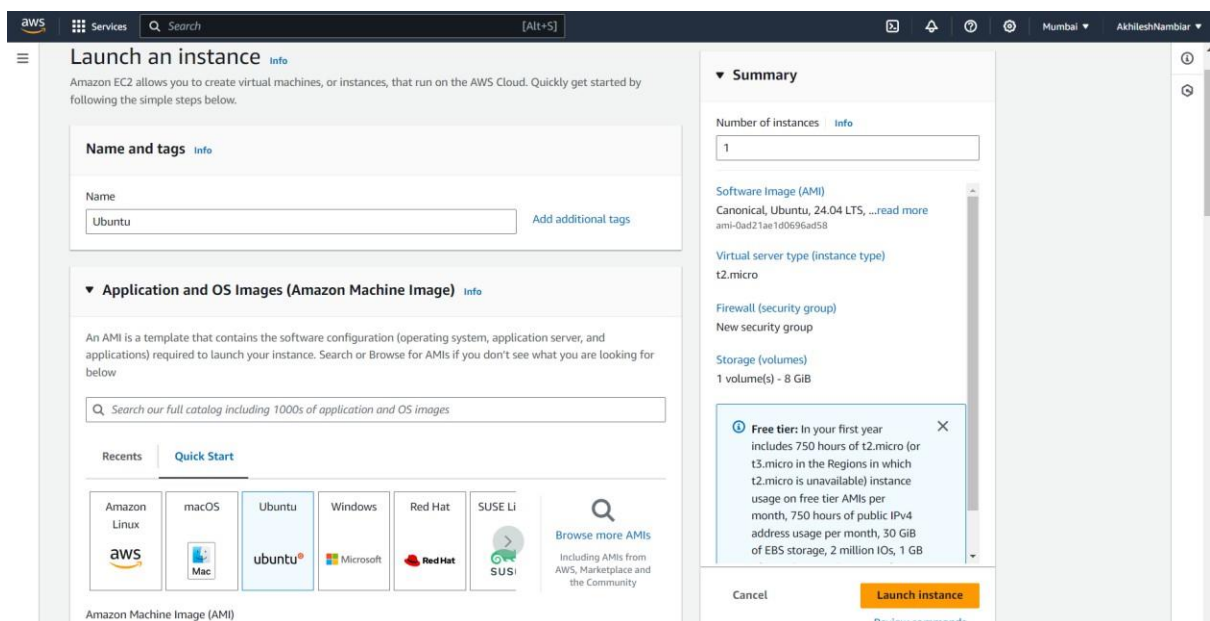 aws
Services
Search
[Alt+S]
Mumbai
AkhileshNambiar
Launch an instance Info
Amazon EC2 allows you to create virtual machines, or instances, that run on the AWS Cloud. Quickly get started by
following the simple steps below.
Name and tags Info
Name
Ubuntu
Add additional tags
Application and OS Images (Amazon Machine Image) Info
An AMI is a template that contains the software configuration (operating system, application server, and
applications) required to launch your instance. Search or Browse for AMIs if you don't see what you are looking for
below
Search our full catalog including 1000s of application and OS images
Recents
Quick Start
Amazon
Linux
aws
macOS
Mac
Ubuntu
ubuntu®
Windows
Microsoft
Red Hat
Red Hat
SUSE Li
SUS
Browse more AMIs
Including AMIs from
AWS, Marketplace and
the Community
Amazon Machine Image (AMI)
Summary
Number of instances Info
1
Software Image (AMI)
Canonical, Ubuntu, 24.04 LTS, ...read more
ami-0ad21ae1d0696ad58
Virtual server type (instance type)
t2.micro
Firewall (security group)
New security group
Storage (volumes)
1 volume(s) - 8 GiB
Free tier: In your first year
includes 750 hours of t2.micro (or
t3.micro in the Regions in which
t2.micro is unavailable) instance
usage on free tier AMIs per
month, 750 hours of public IPv4
address usage per month, 30 GiB
of EBS storage, 2 million IOs, 1 GB
Cancel
Launch instance